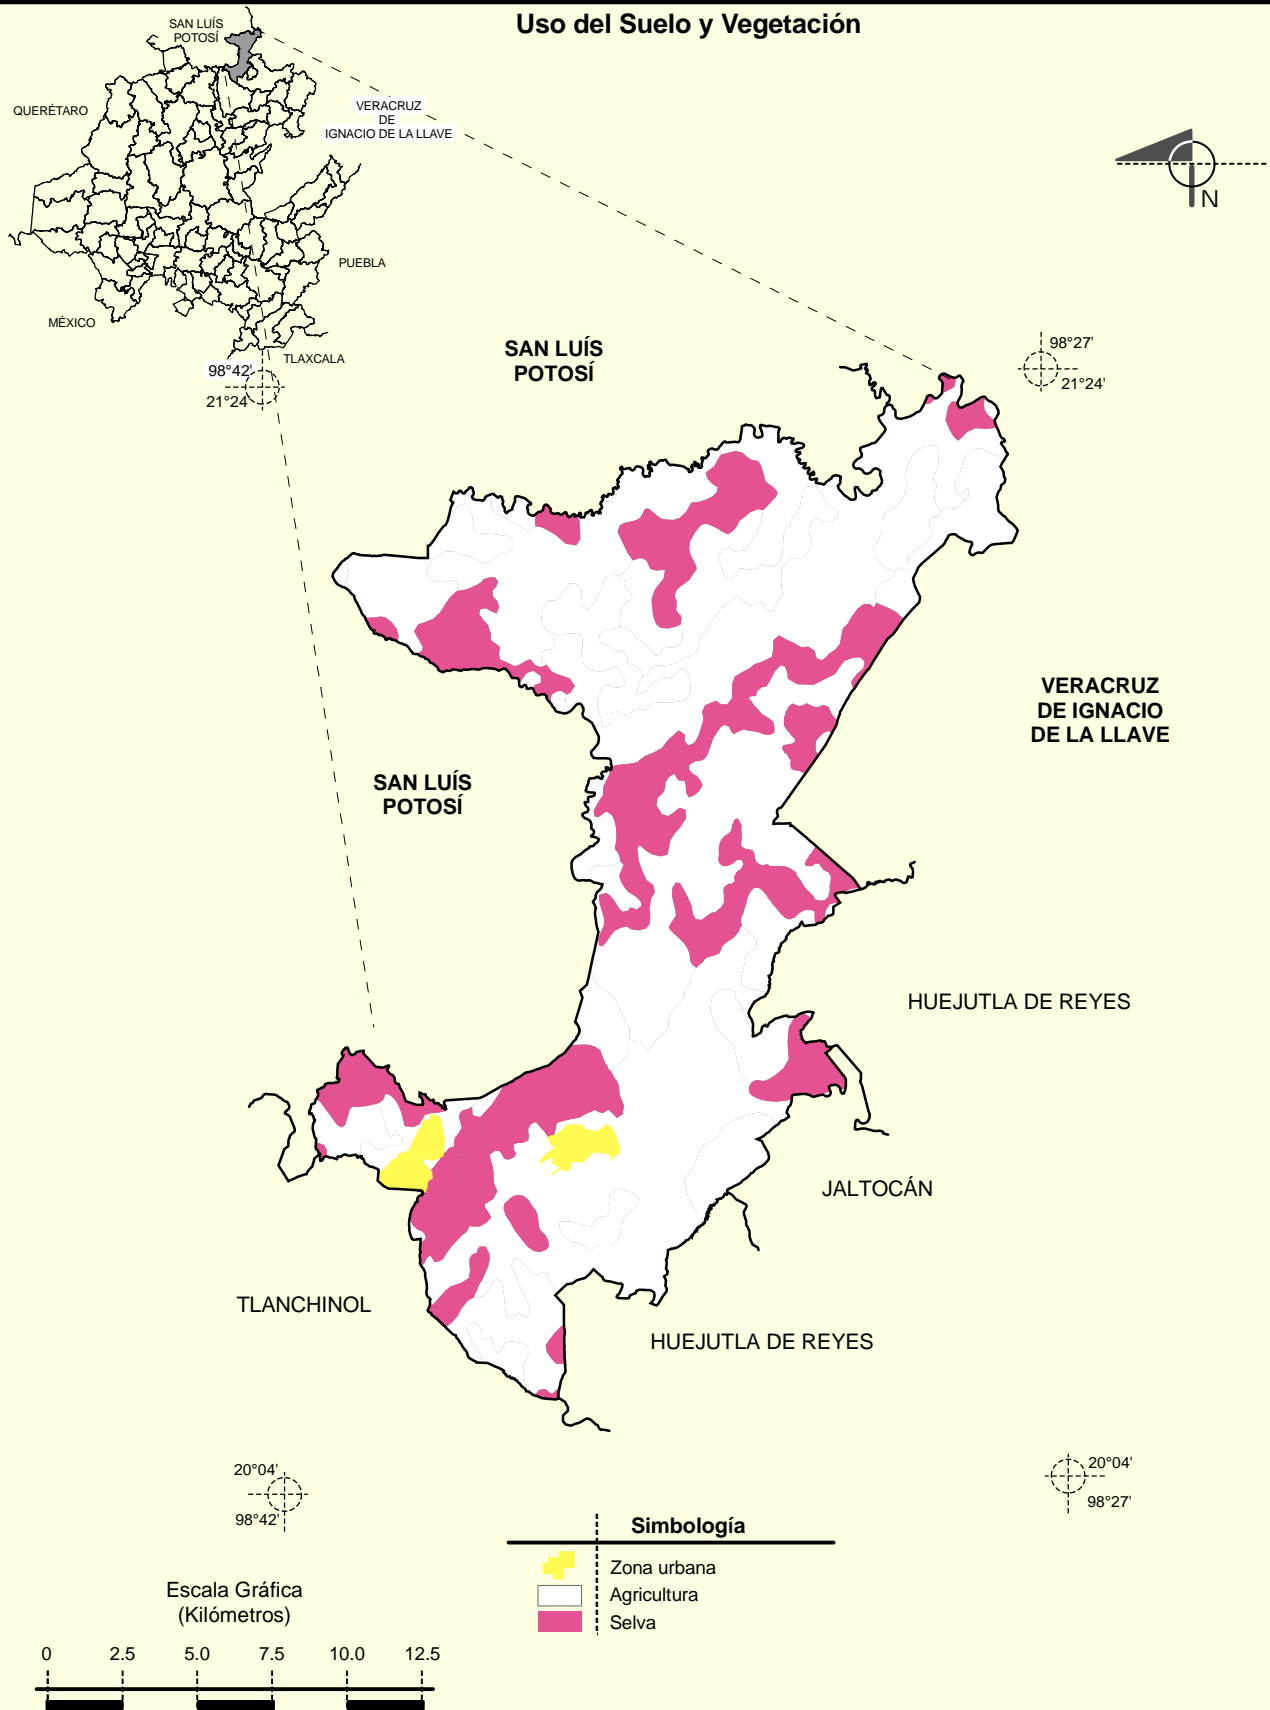 Uso del Suelo y Vegetación
SAN LUÍS
POTOSÍ
QUERÉTARO
VERACRUZ
DE
IGNACIO DE LA LLAVE
PUEBLA
MÉXICO
TLAXCALA
N
98°42'
21°24'
98°27'
21°24'
SAN LUÍS
POTOSÍ
VERACRUZ
DE IGNACIO
DE LA LLAVE
SAN LUÍS
POTOSÍ
HUEJUTLA DE REYES
JALTOCÁN
TLANCHINOL
HUEJUTLA DE REYES
20°04'
98°42'
20°04'
98°27'
Simbología
Zona urbana
Agricultura
Selva
Escala Gráfica
(Kilómetros)
0 2.5 5.0 7.5 10.0 12.5